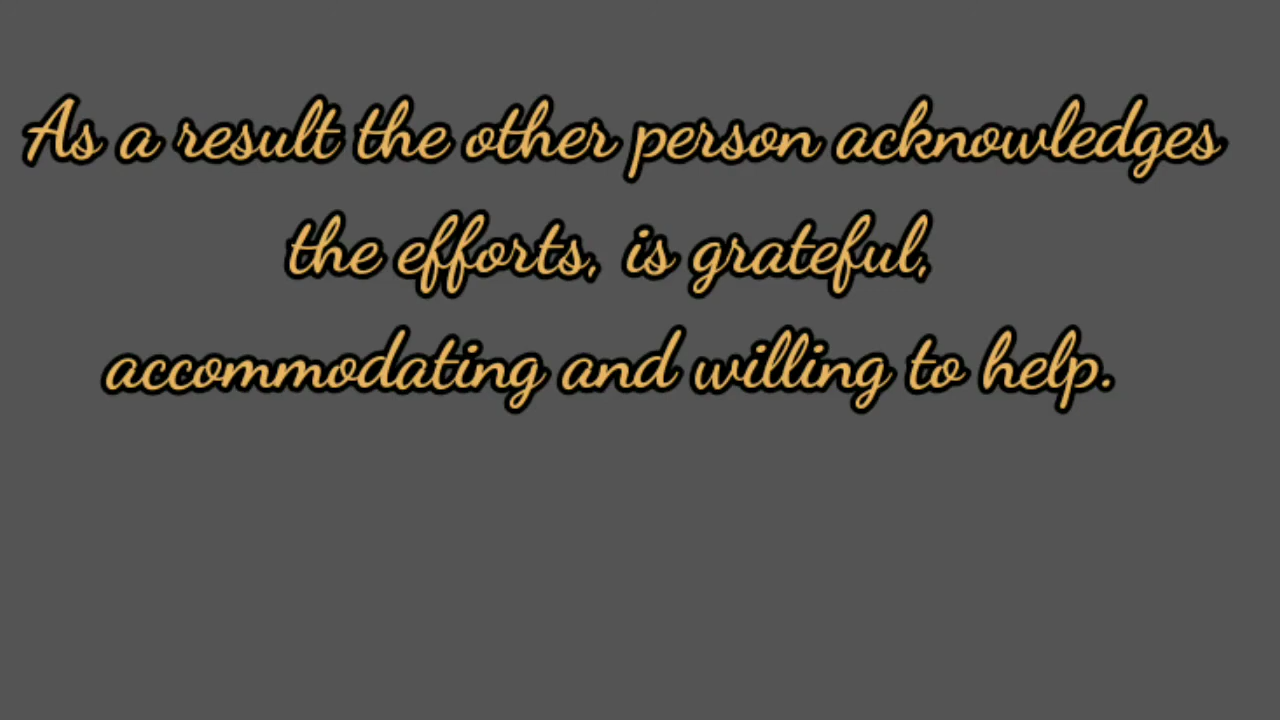 As a result the other person acknowledges
the efforts, is grateful,
accommodating and willing to help.